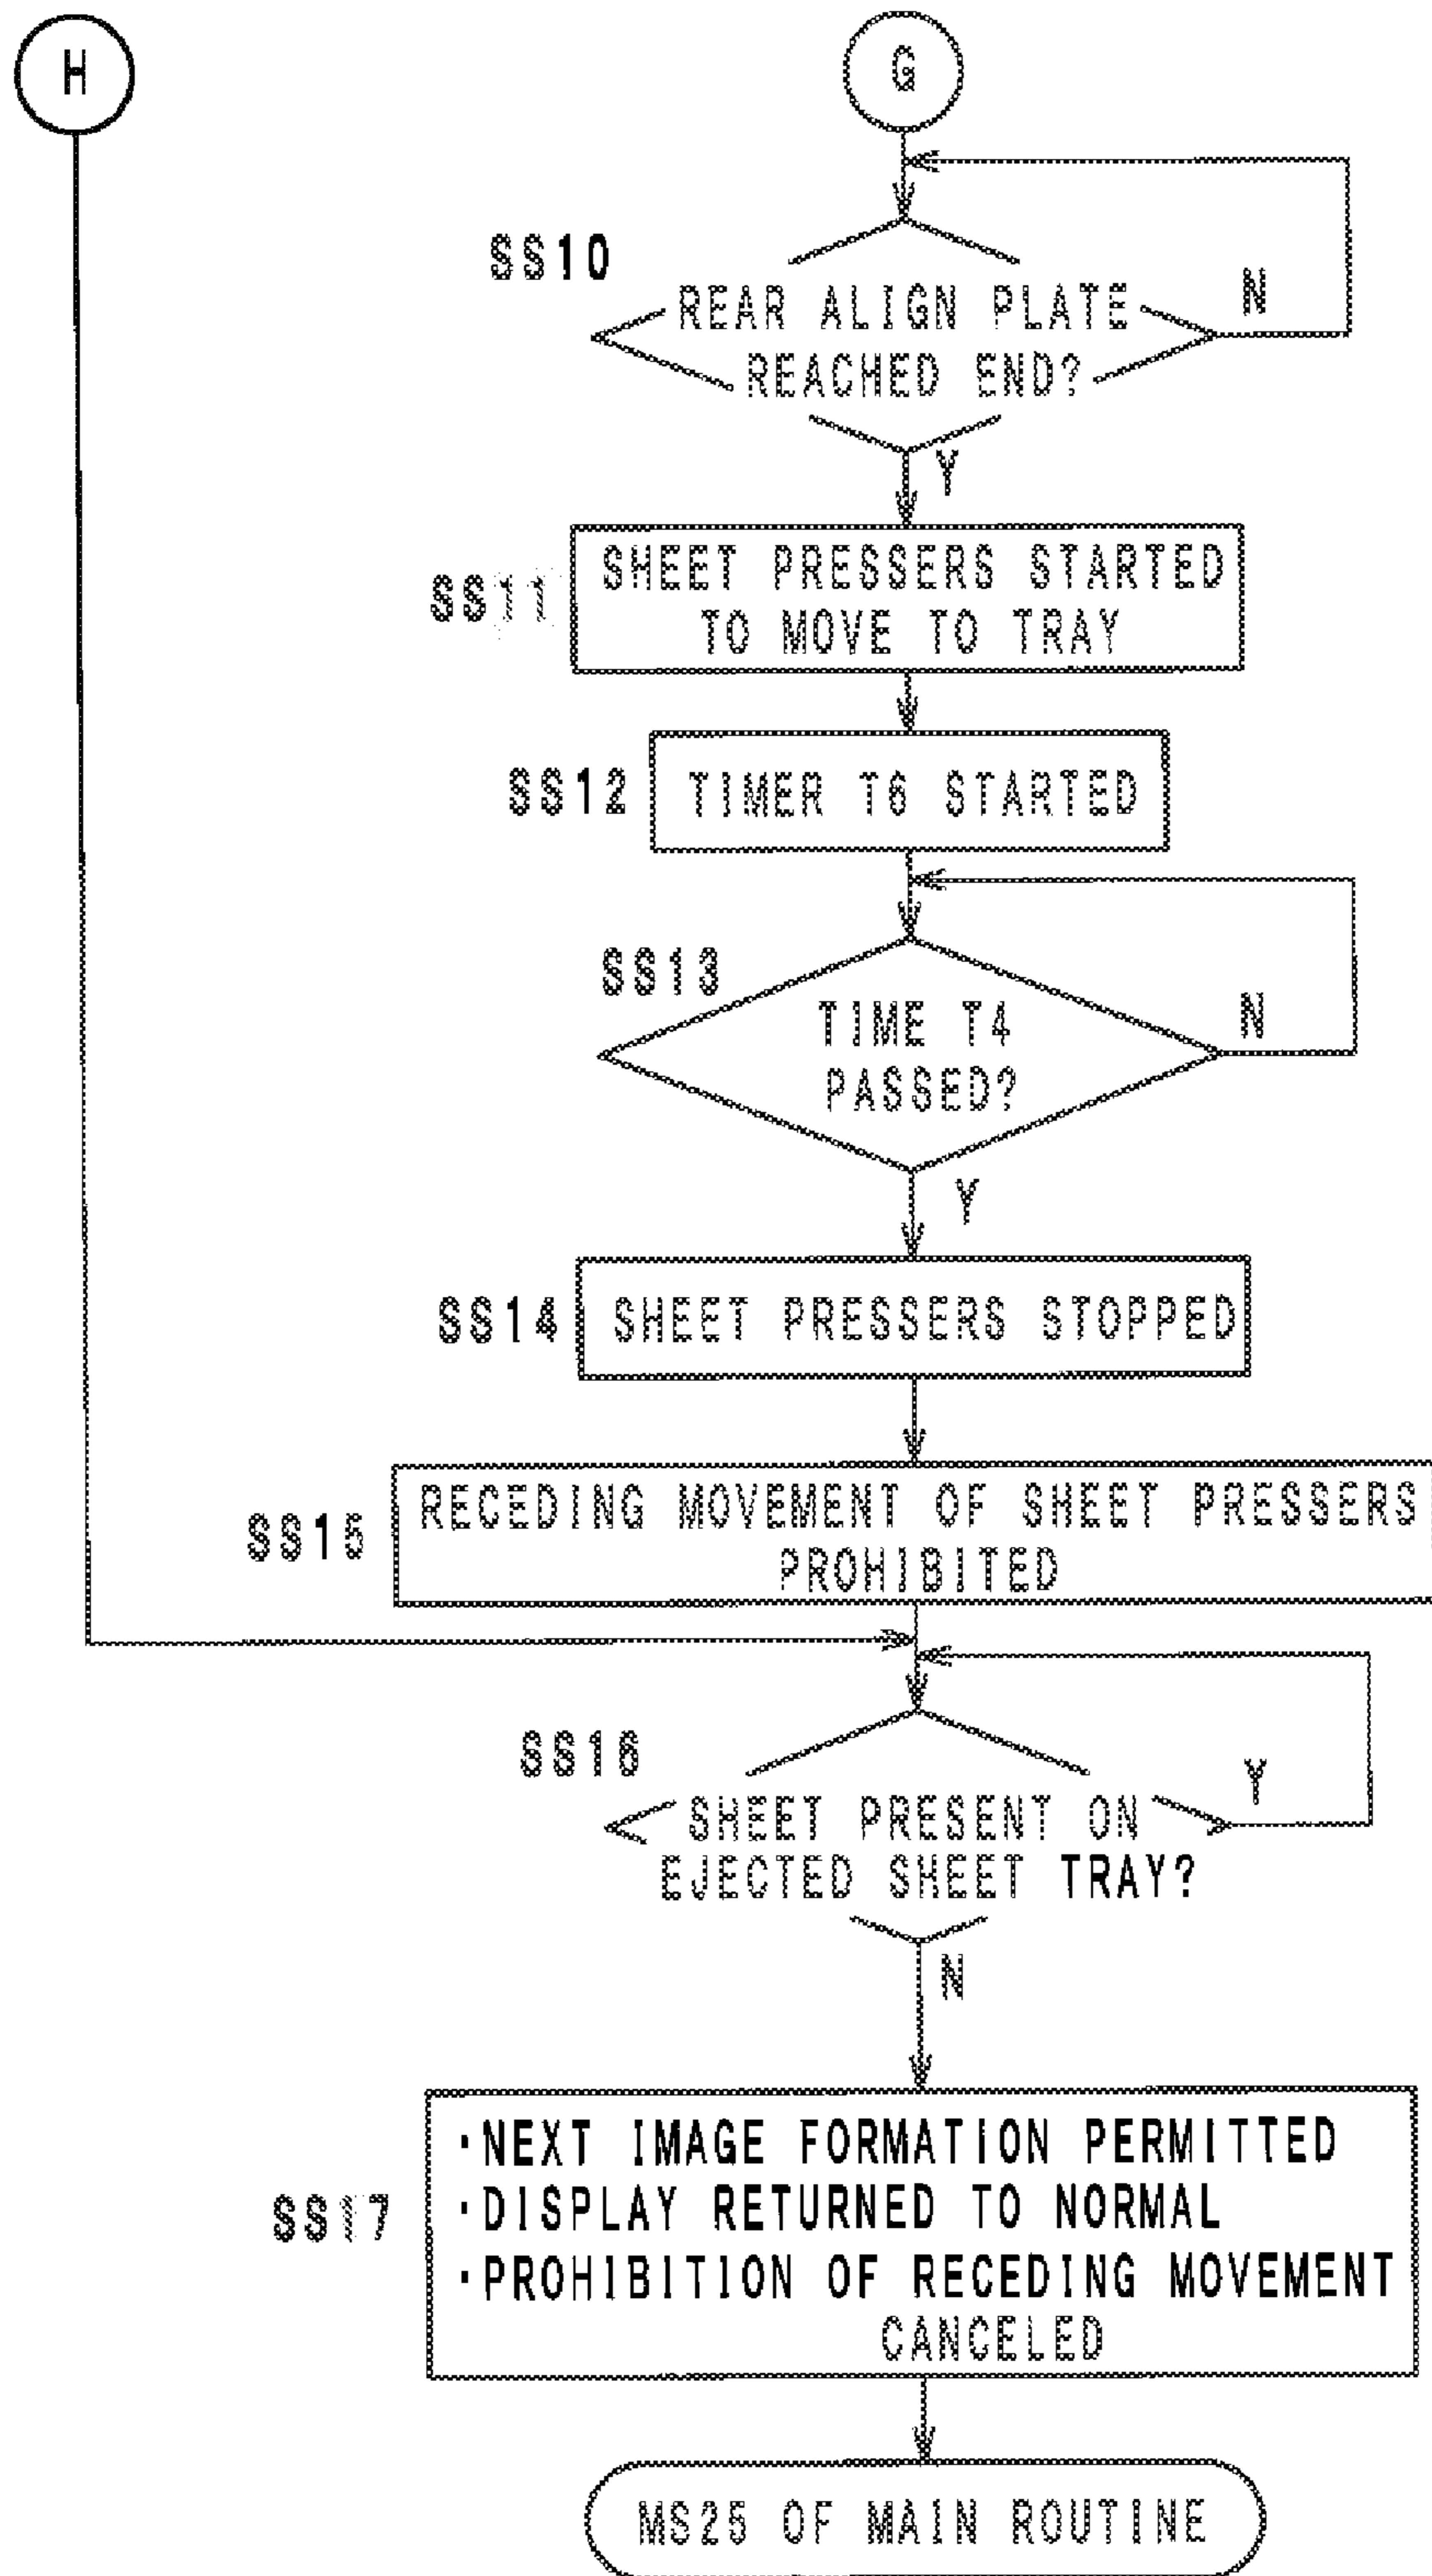 H
G
SS10
REAR ALIGN PLATE
REACHED END?
N
Y
SS11
SHEET PRESSERS STARTED
TO MOVE TO TRAY
SS12
TIMER T6 STARTED
SS13
TIME T4
PASSED?
N
Y
SS14
SHEET PRESSERS STOPPED
SS15
RECEDING MOVEMENT OF SHEET PRESSERS
PROHIBITED
SS16
SHEET PRESENT ON
EJECTED SHEET TRAY?
Y
N
SS17
·NEXT IMAGE FORMATION PERMITTED
·DISPLAY RETURNED TO NORMAL
·PROHIBITION OF RECEDING MOVEMENT
CANCELED
MS25 OF MAIN ROUTINE